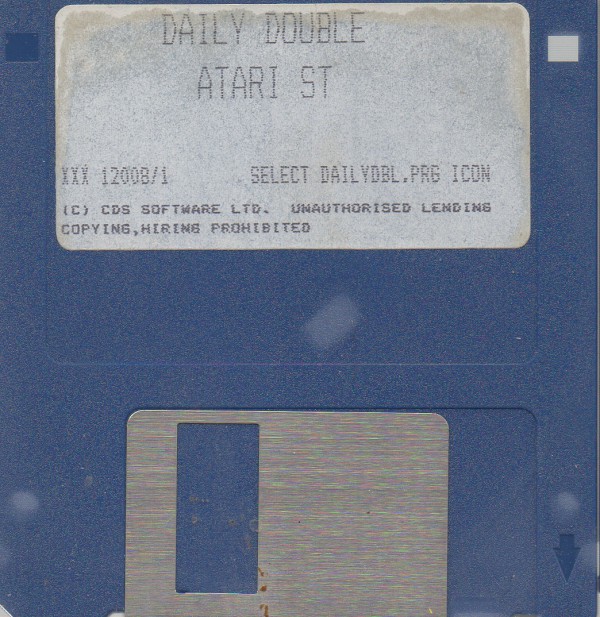 DAILY DOUBLE
ATARI ST
XXX 12008/1 SELECT DAILYDBL.PRG ICON
(C) CDS SOFTWARE LTD. UNAUTHORISED LENDING
COPYING,HIRING PROHIBITED